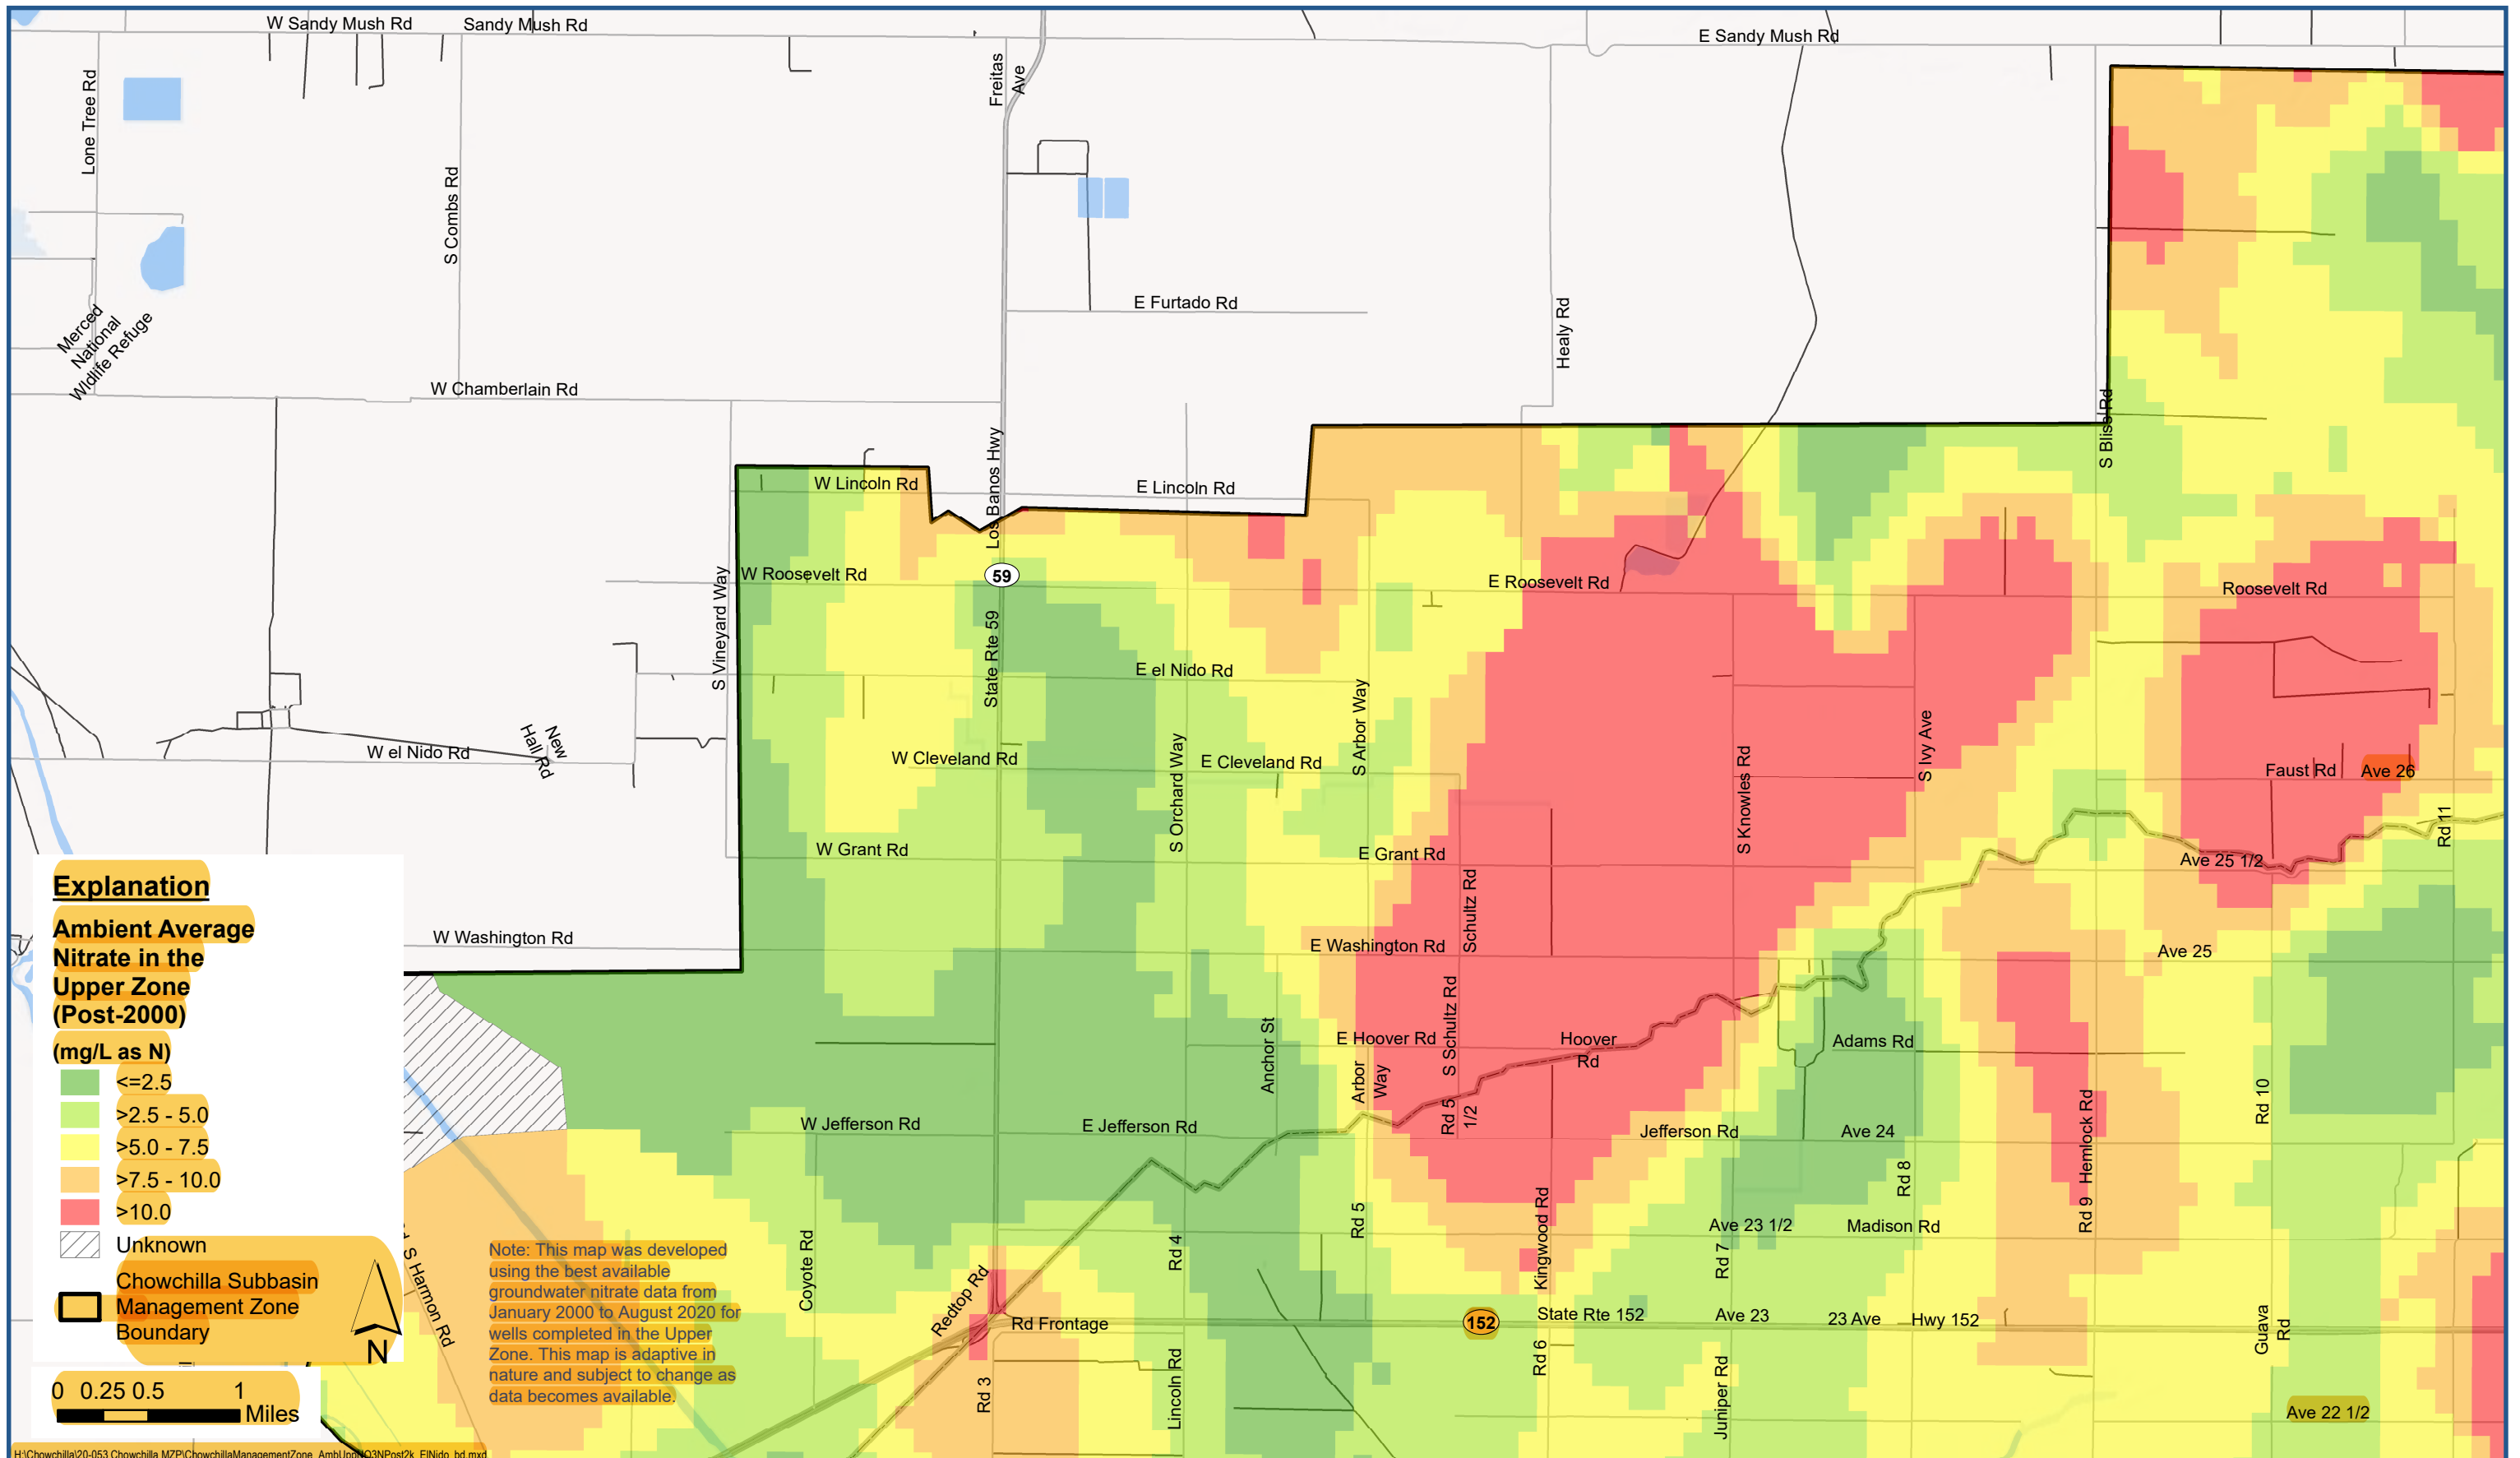 W Sandy Mush Rd
Sandy Mush Rd
E Sandy Mush Rd
Lone Tree Rd
S Combs Rd
Freitas
Ave
Healy Rd
E Furtado Rd
Merced
National
Wildlife Refuge
W Chamberlain Rd
S Bliss Rd
Los Banos Hwy
W Lincoln Rd
E Lincoln Rd
59
W Roosevelt Rd
E Roosevelt Rd
Roosevelt Rd
S Vineyard Way
State Rte 59
E el Nido Rd
S Arbor Way
New
Hall Rd
W el Nido Rd
W Cleveland Rd
E Cleveland Rd
S Orchard Way
S Knowles Rd
S Ivy Ave
Faust Rd
Ave 26
Rd 11
W Grant Rd
E Grant Rd
Ave 25 1/2
Schultz Rd
W Washington Rd
E Washington Rd
Ave 25
S Schultz Rd
Anchor St
E Hoover Rd
Hoover
Rd
Adams Rd
Arbor
Way
Rd 5
1/2
Rd 10
Hemlock Rd
Rd 9
W Jefferson Rd
E Jefferson Rd
Jefferson Rd
Ave 24
Rd 8
Rd 5
Kingwood Rd
Ave 23 1/2
Madison Rd
Rd 7
Rd 4
Coyote Rd
S Harmon Rd
Redtop Rd
Rd Frontage
152
State Rte 152
Ave 23
23 Ave
Hwy 152
Guava
Rd
Rd 6
Rd 3
Lincoln Rd
Juniper Rd
Ave 22 1/2
Explanation
Ambient Average
Nitrate in the
Upper Zone
(Post-2000)
(mg/L as N)
<=2.5
>2.5 - 5.0
>5.0 - 7.5
>7.5 - 10.0
>10.0
Unknown
Chowchilla Subbasin
Management Zone
Boundary
N
0 0.25 0.5 1
Miles
Note: This map was developed
using the best available
groundwater nitrate data from
January 2000 to August 2020 for
wells completed in the Upper
Zone. This map is adaptive in
nature and subject to change as
data becomes available.
H:\Chowchilla\20-053 Chowchilla MZP\ChowchillaManagementZone_AmbUppNO3NPost2k_ElNido_bd.mxd